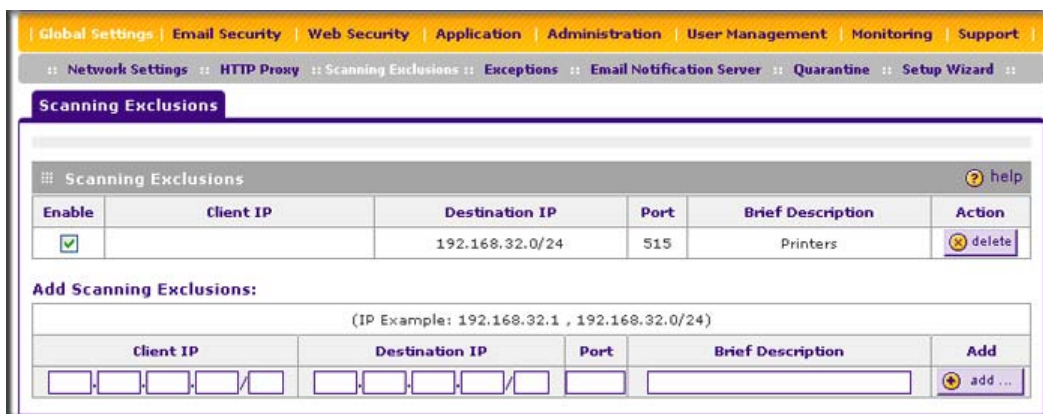 | Global Settings | Email Security | Web Security | Application | Administration | User Management | Monitoring | Support |
:: Network Settings :: HTTP Proxy :: Scanning Exclusions :: Exceptions :: Email Notification Server :: Quarantine :: Setup Wizard ::
Scanning Exclusions
Scanning Exclusions ? help
Enable Client IP Destination IP Port Brief Description Action
192.168.32.0/24 515 Printers delete
Add Scanning Exclusions:
(IP Example: 192.168.32.1 , 192.168.32.0/24)
Client IP Destination IP Port Brief Description Add
. . . / . . . / add ...